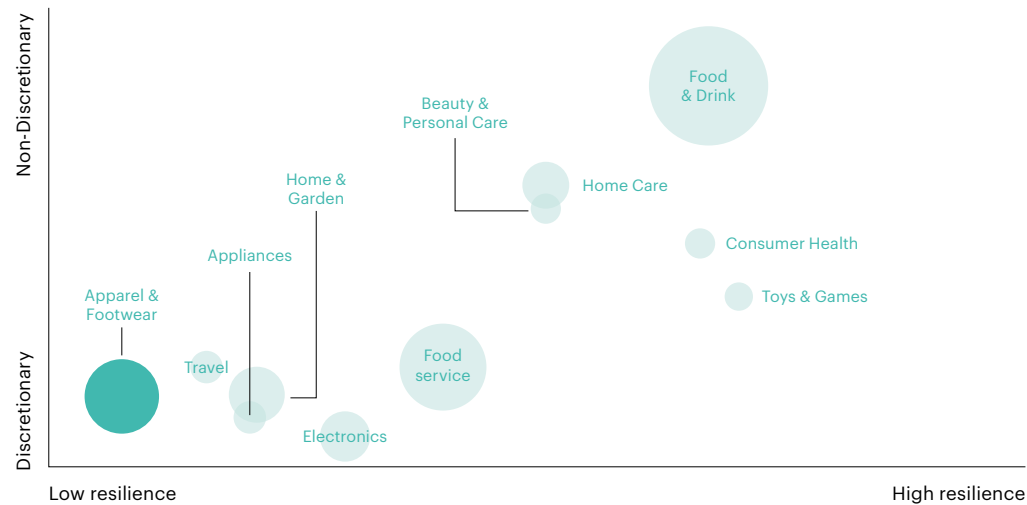 Non-Discretionary
Food
& Drink
Beauty &
Personal Care
Home &
Garden
Home Care
Appliances
Consumer Health
Apparel &
Footwear
Toys & Games
Discretionary
Travel
Food
service
Electronics
Low resilience
High resilience